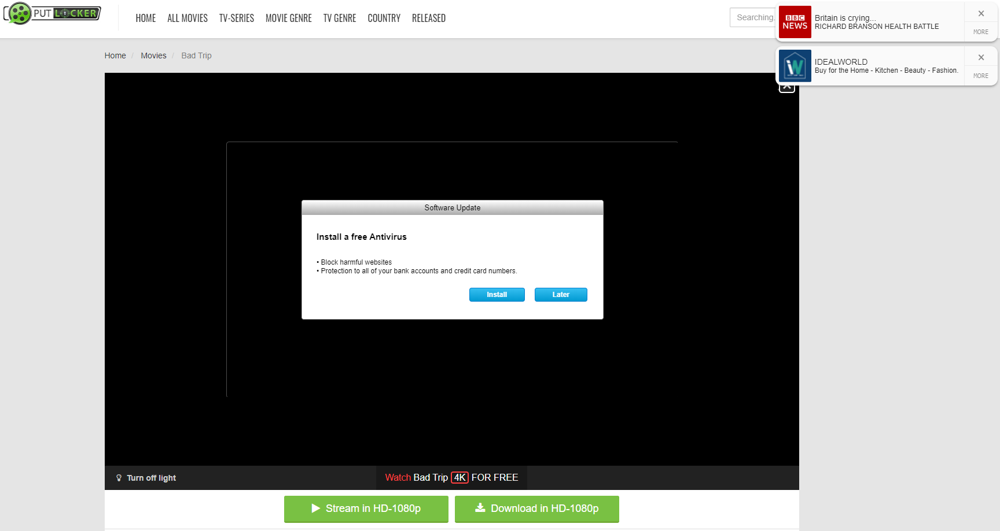 PUT LOCKER
HOME
ALL MOVIES
TV-SERIES
MOVIE GENRE
TV GENRE
COUNTRY
RELEASED
Searching.
BBC
NEWS
Britain is crying...
RICHARD BRANSON HEALTH BATTLE
MORE
iW
IDEALWORLD
Buy for the Home - Kitchen - Beauty - Fashion.
MORE
Home / Movies / Bad Trip
Software Update
Install a free Antivirus
• Block harmful websites
• Protection to all of your bank accounts and credit card numbers.
Install
Later
Turn off light
Watch Bad Trip 4K FOR FREE
Stream in HD-1080p
Download in HD-1080p